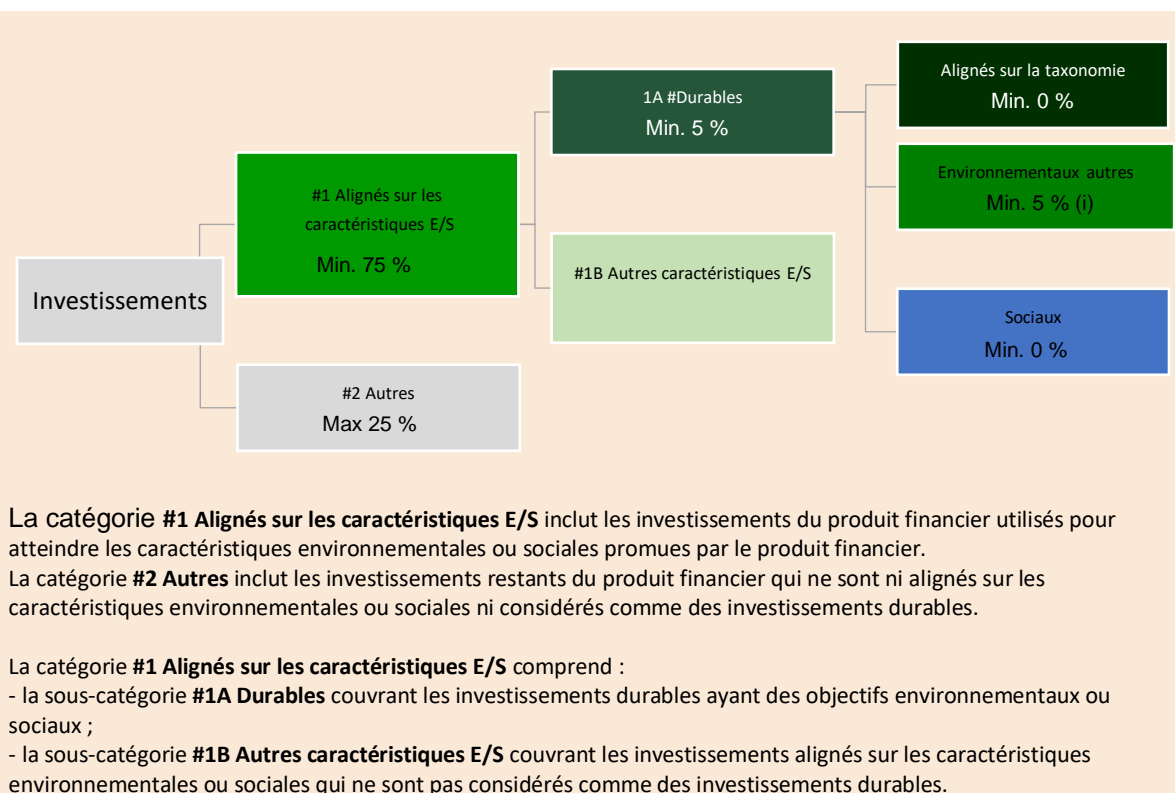 Investissements
#1 Alignés sur les
caractéristiques E/S
Min. 75 %
#2 Autres
Max 25 %
1A #Durables
Min. 5 %
#1B Autres caractéristiques E/S
Alignés sur la taxonomie
Min. 0 %
Environnementaux autres
Min. 5 % (i)
Sociaux
Min. 0 %
La catégorie #1 Alignés sur les caractéristiques E/S inclut les investissements du produit financier utilisés pour
atteindre les caractéristiques environnementales ou sociales promues par le produit financier.
La catégorie #2 Autres inclut les investissements restants du produit financier qui ne sont ni alignés sur les
caractéristiques environnementales ou sociales ni considérés comme des investissements durables.
La catégorie #1 Alignés sur les caractéristiques E/S comprend :
- la sous-catégorie #1A Durables couvrant les investissements durables ayant des objectifs environnementaux ou
sociaux ;
- la sous-catégorie #1B Autres caractéristiques E/S couvrant les investissements alignés sur les caractéristiques
environnementales ou sociales qui ne sont pas considérés comme des investissements durables.